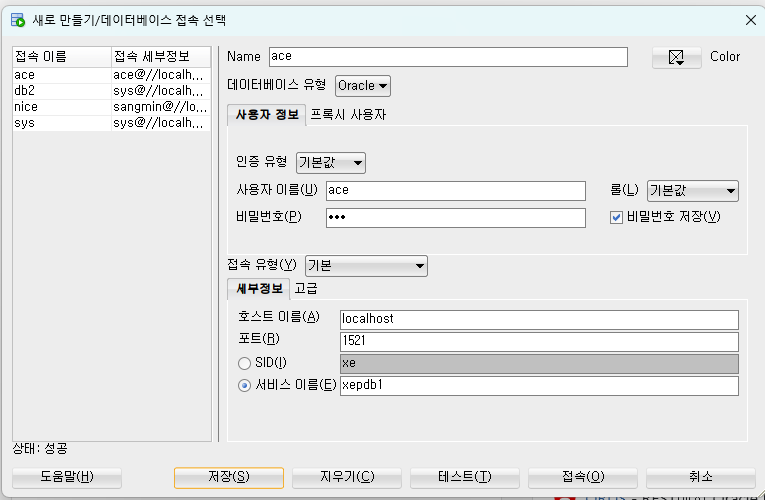 새로 만들기/데이터베이스 접속 선택
접속 이름 접속 세부정보
ace ace@//localh...
db2 sys@//localh...
nice sangmin@//lo...
sys sys@//localh...
Name ace Color
데이터베이스 유형 Oracle
사용자 정보 프록시 사용자
인증 유형 기본값
사용자 이름(U) ace 롤(L) 기본값
비밀번호(P) ••• 비밀번호 저장(V)
접속 유형(Y) 기본
세부정보 고급
호스트 이름(A) localhost
포트(R) 1521
SID(I) xe
서비스 이름(E) xepdb1
상태: 성공
도움말(H) 저장(S) 지우기(C) 테스트(T) 접속(O) 취소